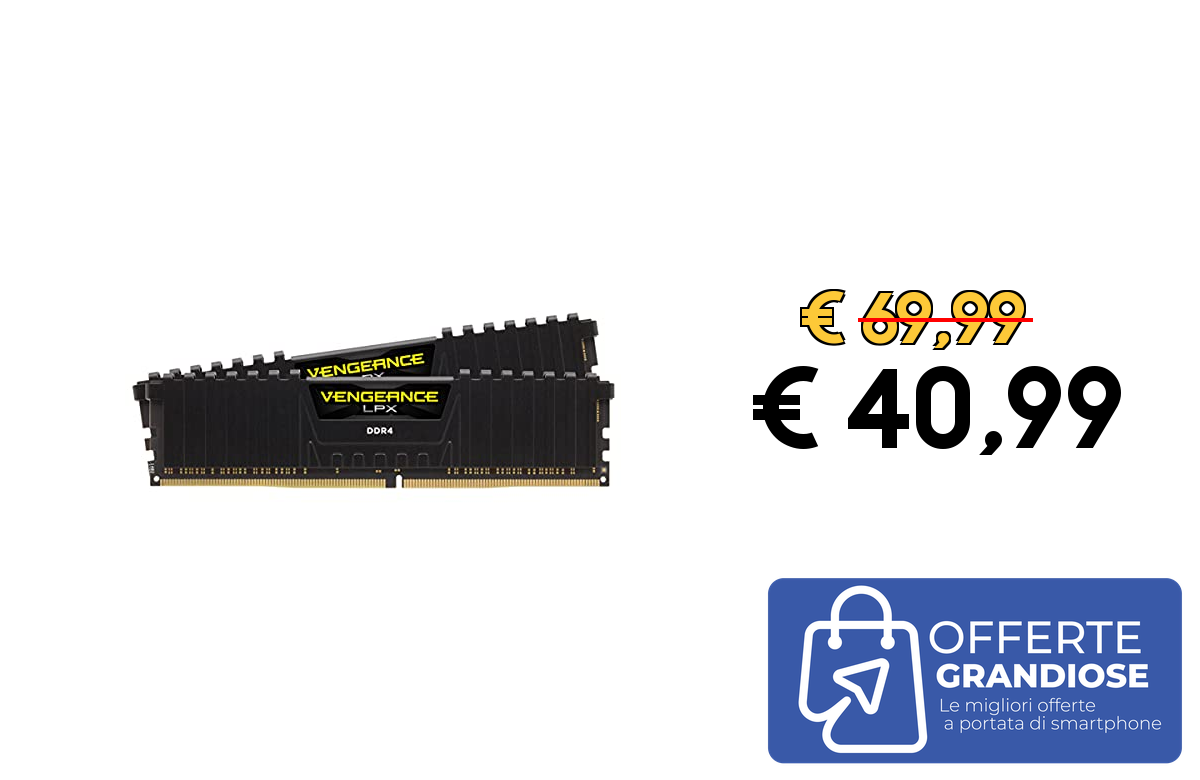 VENGEANCE
VENGEANCE
LPX
DDR4
€ 69,99
€ 40,99
OFFERTE
GRANDIOSE
Le migliori offerte
a portata di smartphone